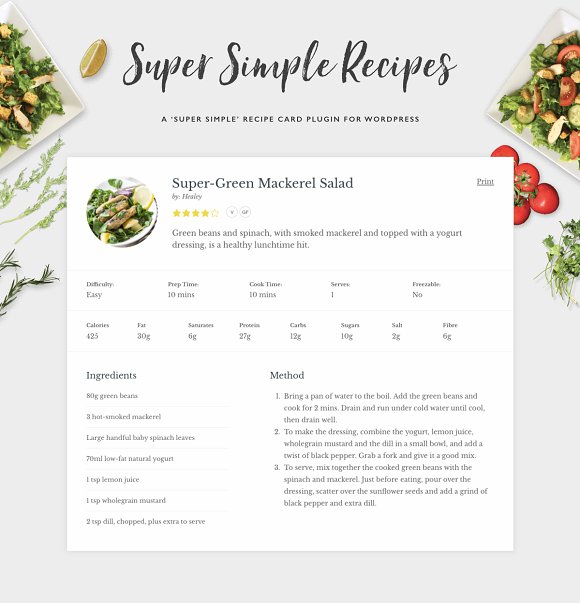 Super Simple Recipes
A ‘SUPER SIMPLE’ RECIPE CARD PLUGIN FOR WORDPRESS
Super-Green Mackerel Salad
Print
by: Healey
V GF
Green beans and spinach, with smoked mackerel and topped with a yogurt
dressing, is a healthy lunchtime hit.
Difficulty: Prep Time: Cook Time: Serves: Freezable:
Easy 10 mins 10 mins 1 No
Calories Fat Saturates Protein Carbs Sugars Salt Fibre
425 30g 6g 27g 12g 10g 2g 6g
Ingredients
80g green beans
3 hot-smoked mackerel
Large handful baby spinach leaves
70ml low-fat natural yogurt
1 tsp lemon juice
1 tsp wholegrain mustard
2 tsp dill, chopped, plus extra to serve
Method
1. Bring a pan of water to the boil. Add the green beans and
cook for 2 mins. Drain and run under cold water until cool,
then drain well.
2. To make the dressing, combine the yogurt, lemon juice,
wholegrain mustard and the dill in a small bowl, and add a
twist of black pepper. Grab a fork and give it a good mix.
3. To serve, mix together the cooked green beans with the
spinach and mackerel. Just before eating, pour over the
dressing, scatter over the sunflower seeds and add a grind of
black pepper and extra dill.